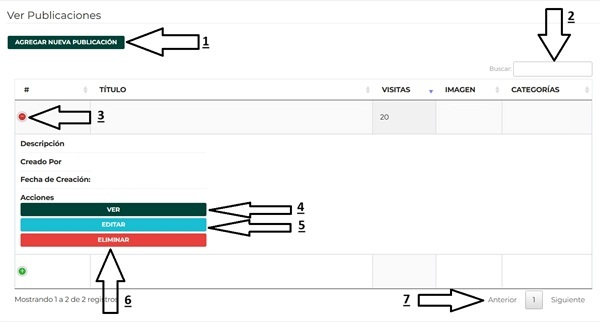 Ver Publicaciones
AGREGAR NUEVA PUBLICACIÓN 1
2
Buscar:
# TÍTULO VISITAS IMAGEN CATEGORÍAS
3 20
Descripción
Creado Por
Fecha de Creación:
Acciones
VER 4
EDITAR 5
ELIMINAR
6
Mostrando 1 a 2 de 2 registros 7 Anterior 1 Siguiente